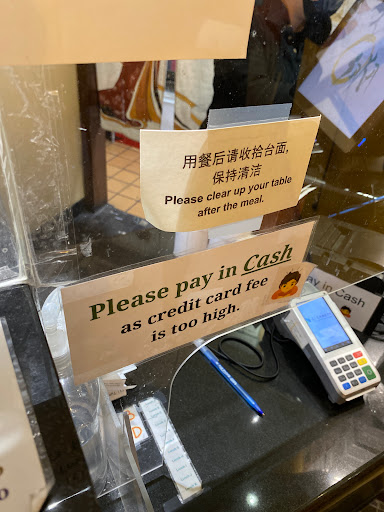 用餐后请收拾台面,
保持清洁
Please clear up your table
after the meal.
Please pay in Cash
as credit card fee
is too high.
Pay in Cash